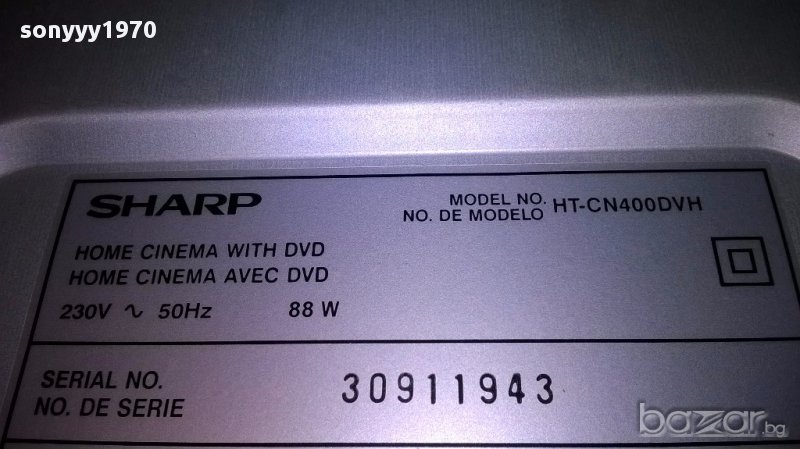 sonyyy1970
SHARP
MODEL NO.
NO. DE MODELO
HT-CN400DVH
HOME CINEMA WITH DVD
HOME CINEMA AVEC DVD
230V ∿ 50Hz 88 W
SERIAL NO.
NO. DE SERIE
30911943
bazar.bg